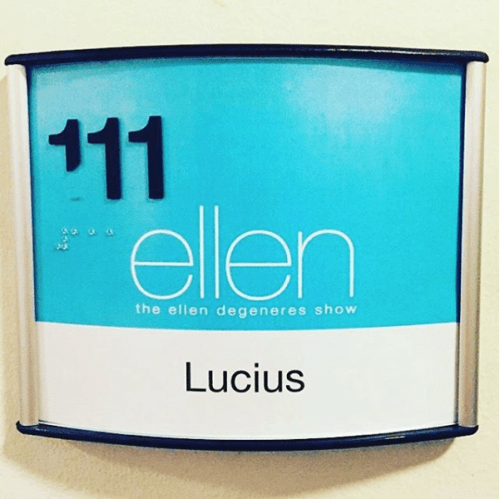 111
ellen
the ellen degeneres show
Lucius